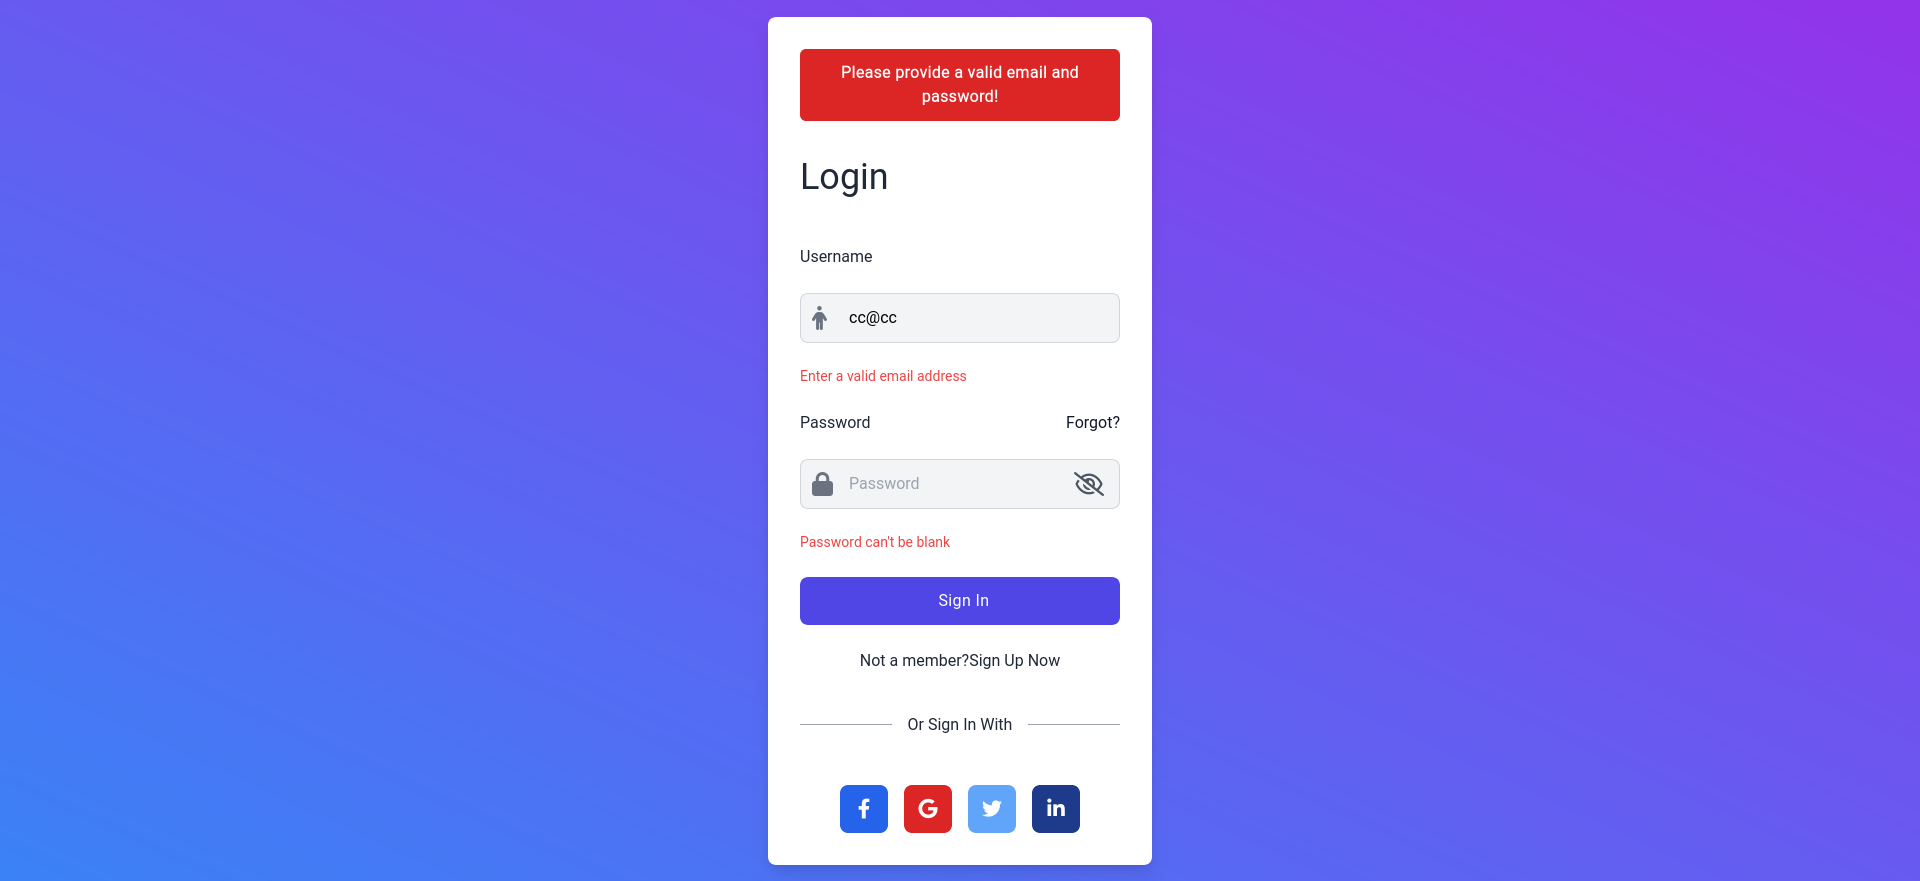 Please provide a valid email and
password!
Login
Username
cc@cc
Enter a valid email address
Password Forgot?
Password
Password can't be blank
Sign In
Not a member?Sign Up Now
Or Sign In With